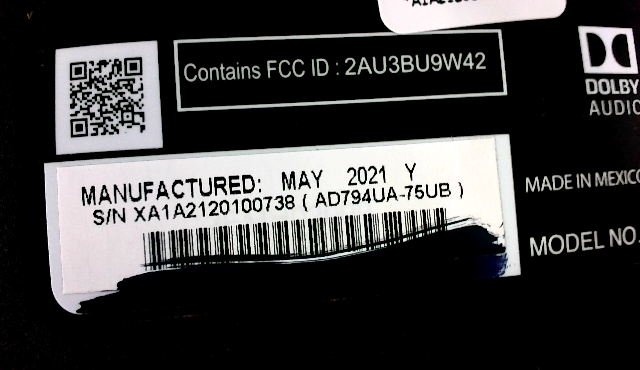 Contains FCC ID : 2AU3BU9W42
DOLBY
AUDIO
MANUFACTURED: MAY 2021 Y
S/N XA1A2120100738 ( AD794UA-75UB )
MADE IN MEXICO
MODEL NO.